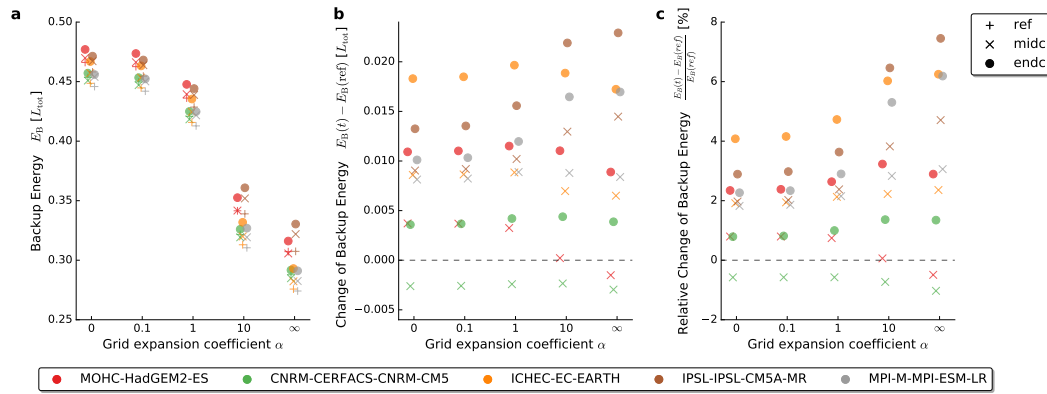 a
0.50
0.45
0.40
0.35
0.30
0.25
Backup Energy E_B [L_tot]
0 0.1 1 10 ∞
Grid expansion coefficient α
b
0.020
0.015
0.010
0.005
0.000
−0.005
Change of Backup Energy E_B(t) − E_B(ref) [L_tot]
0 0.1 1 10 ∞
Grid expansion coefficient α
c
8
6
4
2
0
−2
Relative Change of Backup Energy E_B(t)−E_B(ref) / E_B(ref) [%]
0 0.1 1 10 ∞
Grid expansion coefficient α
ref
midc
endc
MOHC-HadGEM2-ES CNRM-CERFACS-CNRM-CM5 ICHEC-EC-EARTH IPSL-IPSL-CM5A-MR MPI-M-MPI-ESM-LR